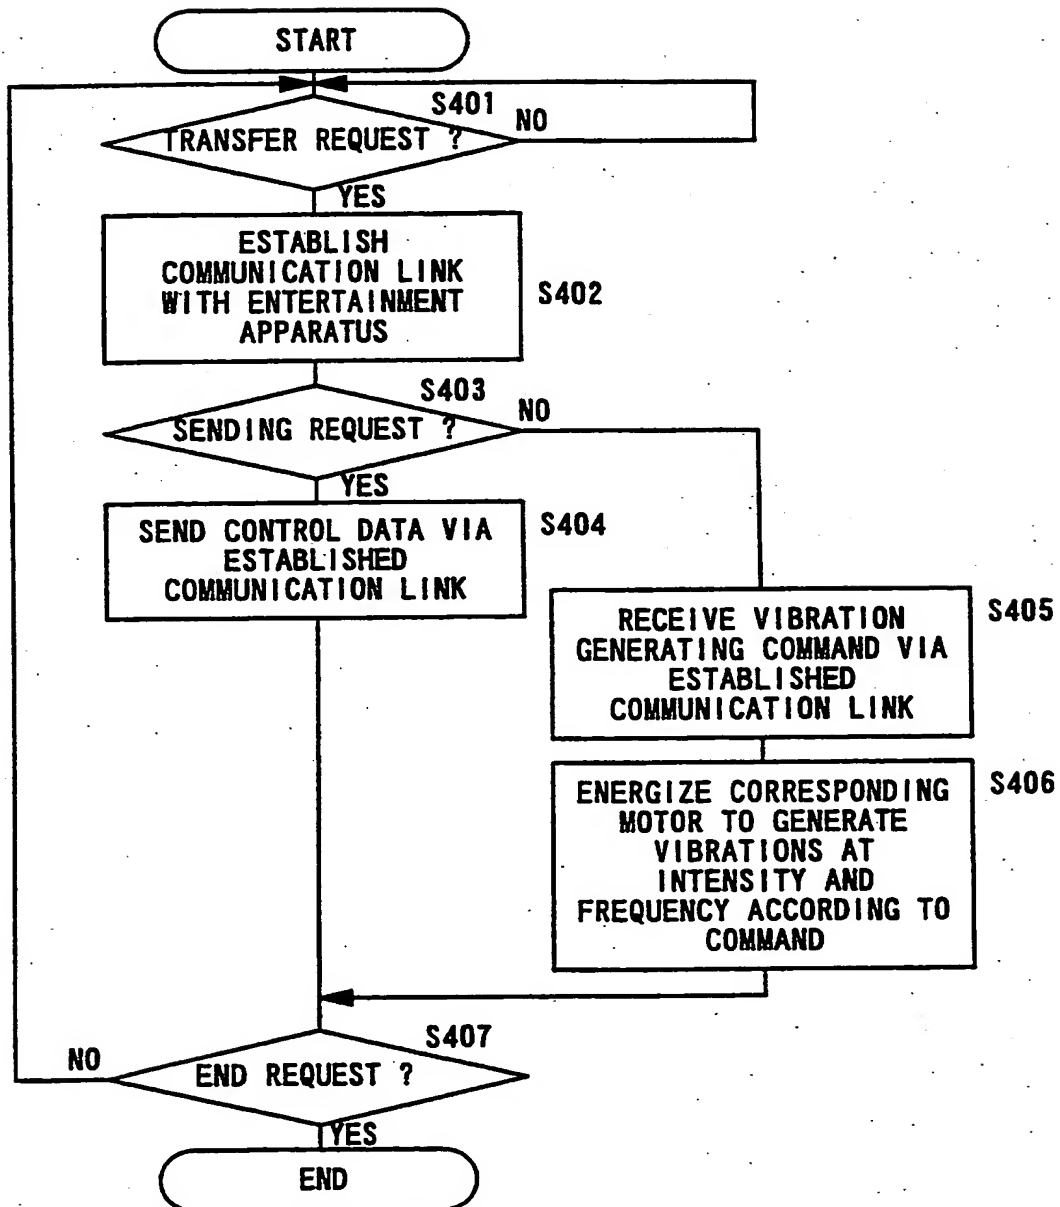 START
S401
TRANSFER REQUEST ?
NO
YES
ESTABLISH
COMMUNICATION LINK
WITH ENTERTAINMENT
APPARATUS
S402
S403
SENDING REQUEST ?
NO
YES
SEND CONTROL DATA VIA
ESTABLISHED
COMMUNICATION LINK
S404
RECEIVE VIBRATION
GENERATING COMMAND VIA
ESTABLISHED
COMMUNICATION LINK
S405
ENERGIZE CORRESPONDING
MOTOR TO GENERATE
VIBRATIONS AT
INTENSITY AND
FREQUENCY ACCORDING TO
COMMAND
S406
S407
NO
END REQUEST ?
YES
END